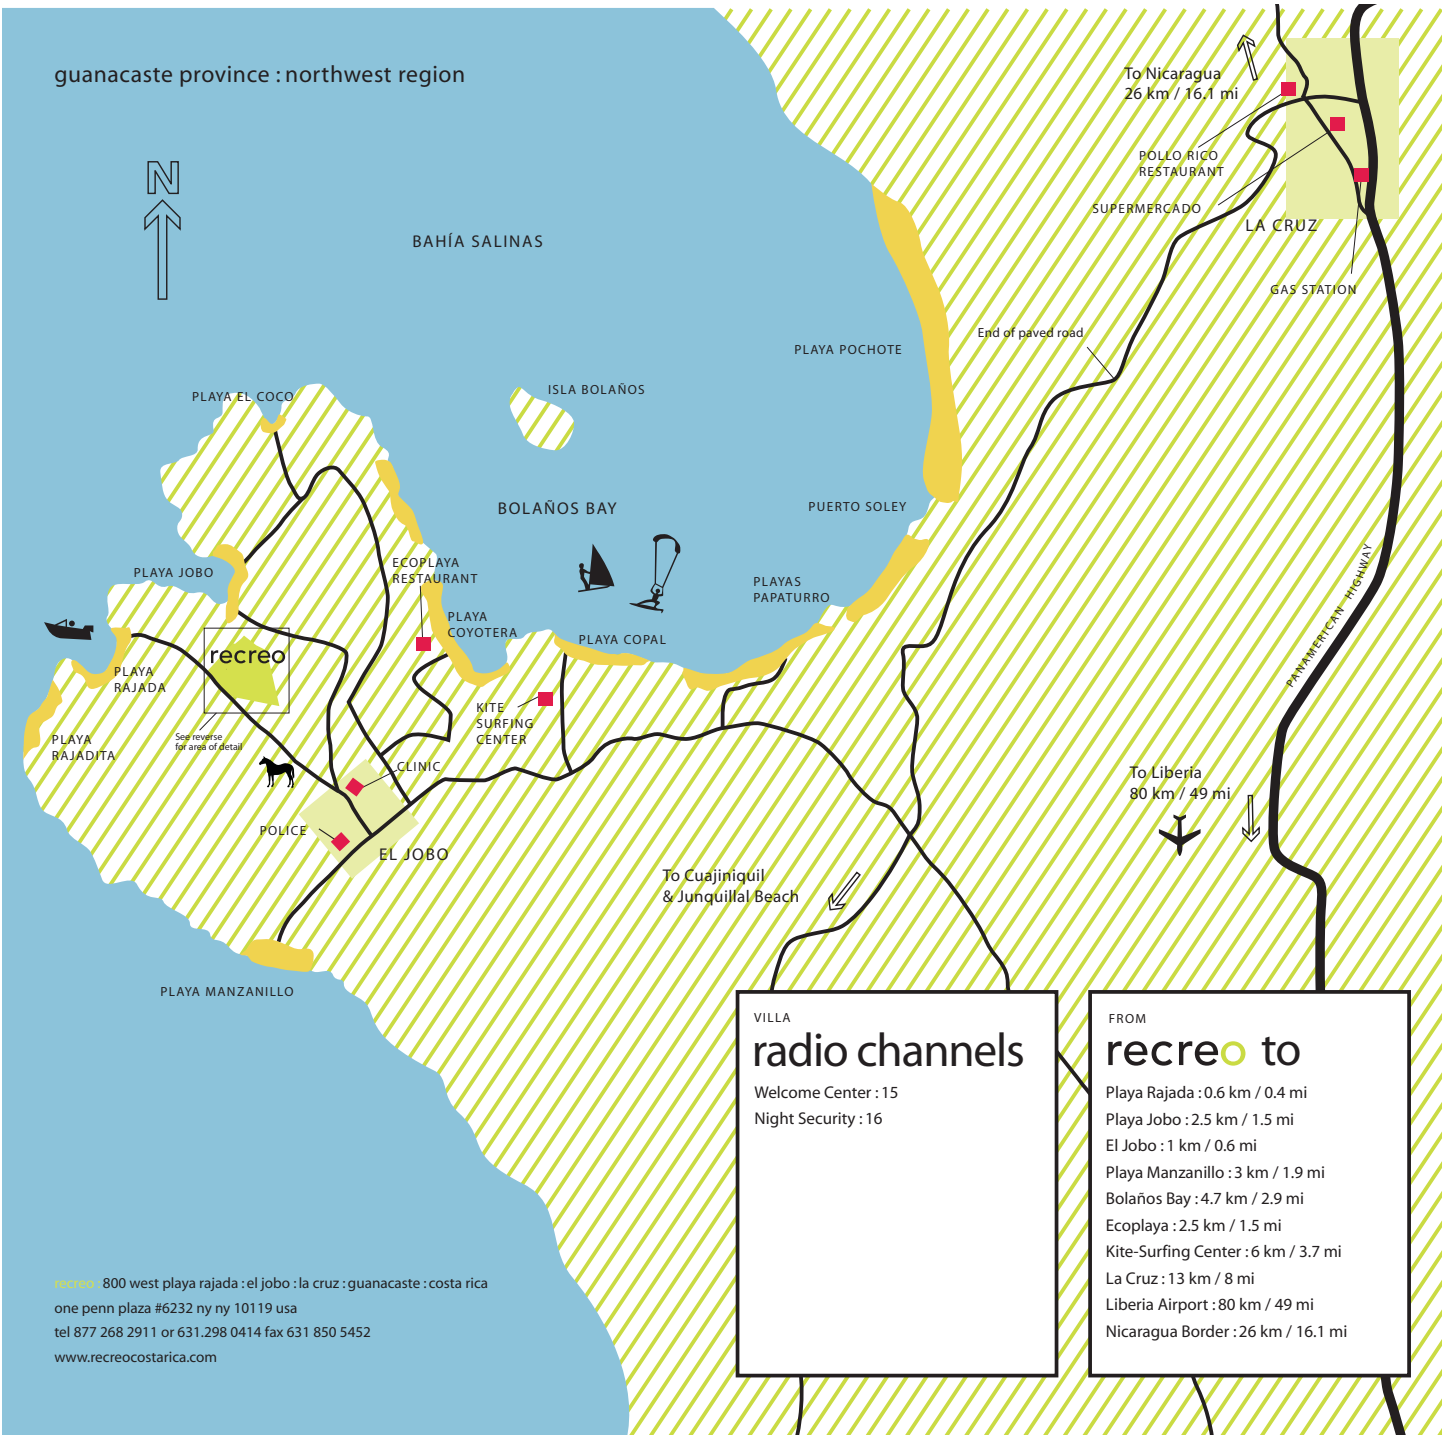 guanacaste province : northwest region
N
To Nicaragua
26 km / 16.1 mi
POLLO RICO
RESTAURANT
SUPERMERCADO
LA CRUZ
GAS STATION
BAHÍA SALINAS
End of paved road
PLAYA POCHOTE
ISLA BOLAÑOS
PLAYA EL COCO
BOLAÑOS BAY
PUERTO SOLEY
ECOPLAYA
RESTAURANT
PLAYA JOBO
PLAYAS
PAPATURRO
PLAYA
COYOTERA
PLAYA COPAL
PANAMERICAN HIGHWAY
recreo
PLAYA
RAJADA
KITE
SURFING
CENTER
PLAYA
RAJADITA
See reverse
for area of detail
CLINIC
To Liberia
80 km / 49 mi
POLICE
EL JOBO
To Cuajiniquil
& Junquillal Beach
PLAYA MANZANILLO
VILLA
radio channels
Welcome Center : 15
Night Security : 16
FROM
recreo to
Playa Rajada : 0.6 km / 0.4 mi
Playa Jobo : 2.5 km / 1.5 mi
El Jobo : 1 km / 0.6 mi
Playa Manzanillo : 3 km / 1.9 mi
Bolaños Bay : 4.7 km / 2.9 mi
Ecoplaya : 2.5 km / 1.5 mi
Kite-Surfing Center : 6 km / 3.7 mi
La Cruz : 13 km / 8 mi
Liberia Airport : 80 km / 49 mi
Nicaragua Border : 26 km / 16.1 mi
recreo 800 west playa rajada : el jobo : la cruz : guanacaste : costa rica
one penn plaza #6232 ny ny 10119 usa
tel 877 268 2911 or 631.298 0414 fax 631 850 5452
www.recreocostarica.com